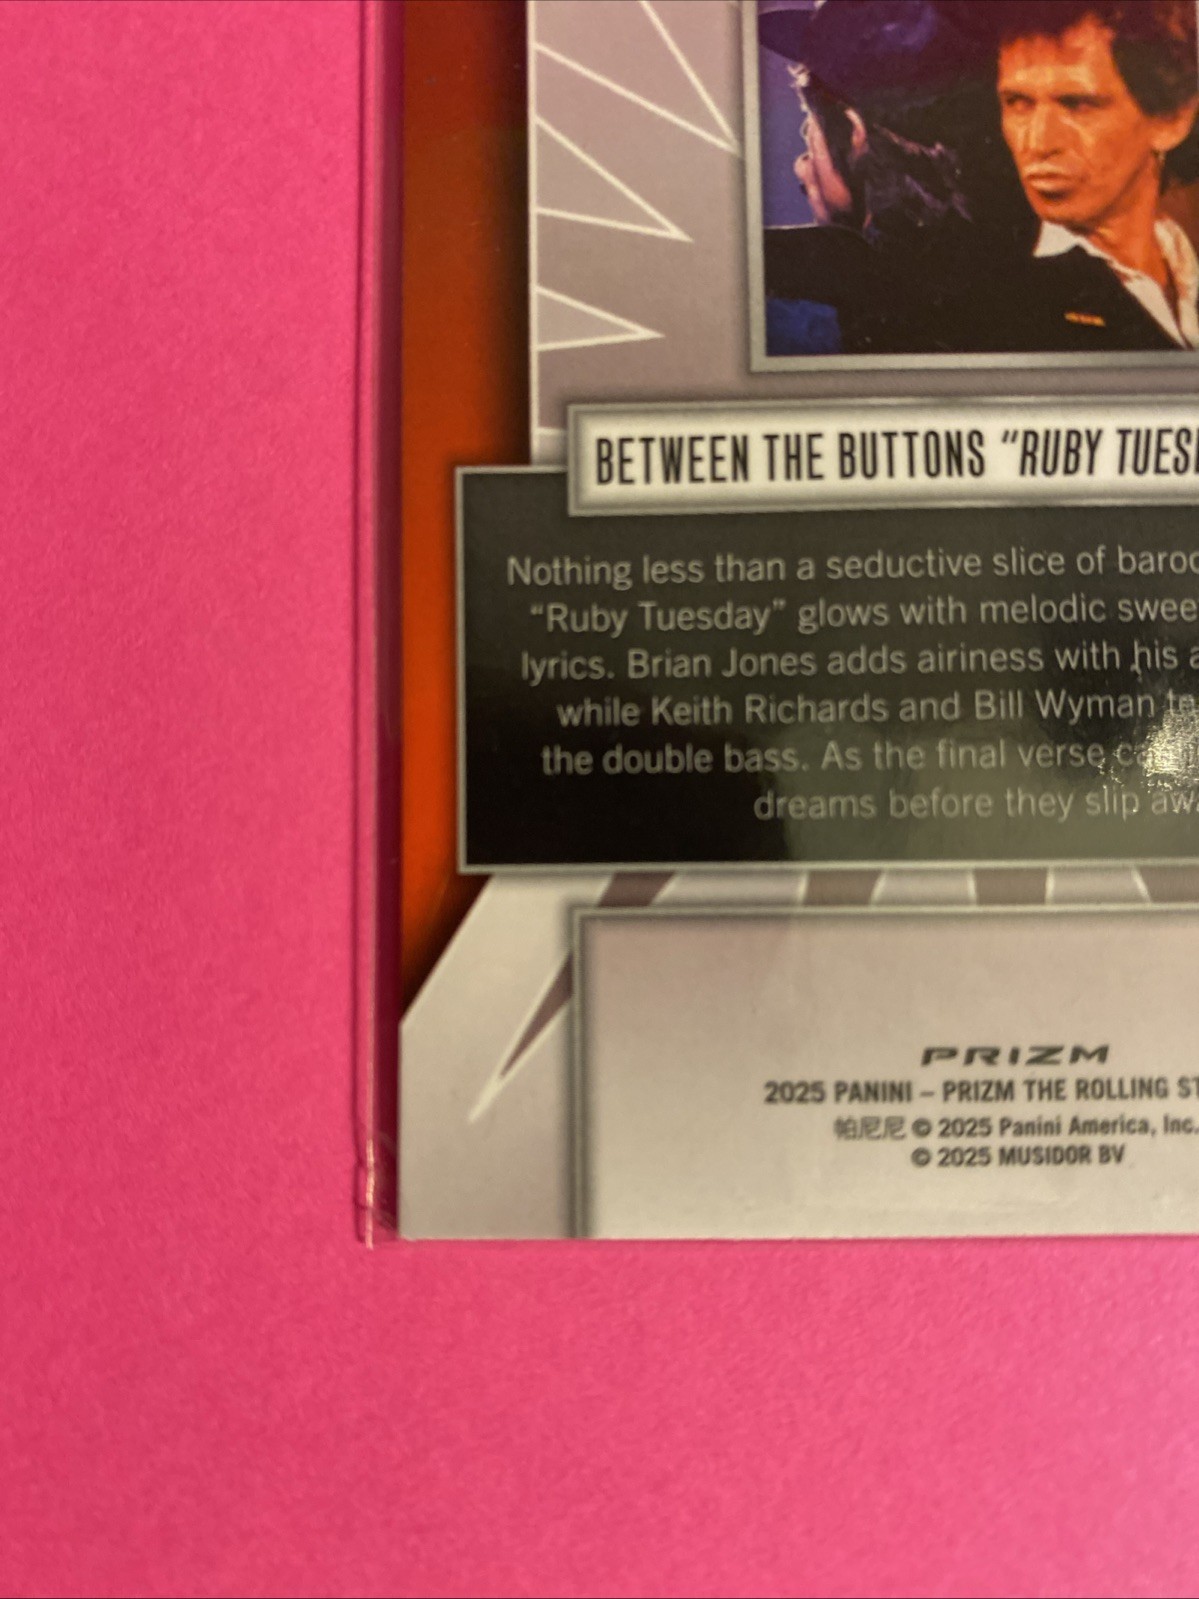 BETWEEN THE BUTTONS “RUBY TUES
Nothing less than a seductive slice of baroc
“Ruby Tuesday” glows with melodic swee
lyrics. Brian Jones adds airiness with his a
while Keith Richards and Bill Wyman te
the double bass. As the final verse
dreams before they slip aw
PRIZM
2025 PANINI – PRIZM THE ROLLING ST
帕尼尼 © 2025 Panini America, Inc.
© 2025 MUSIDOR BV